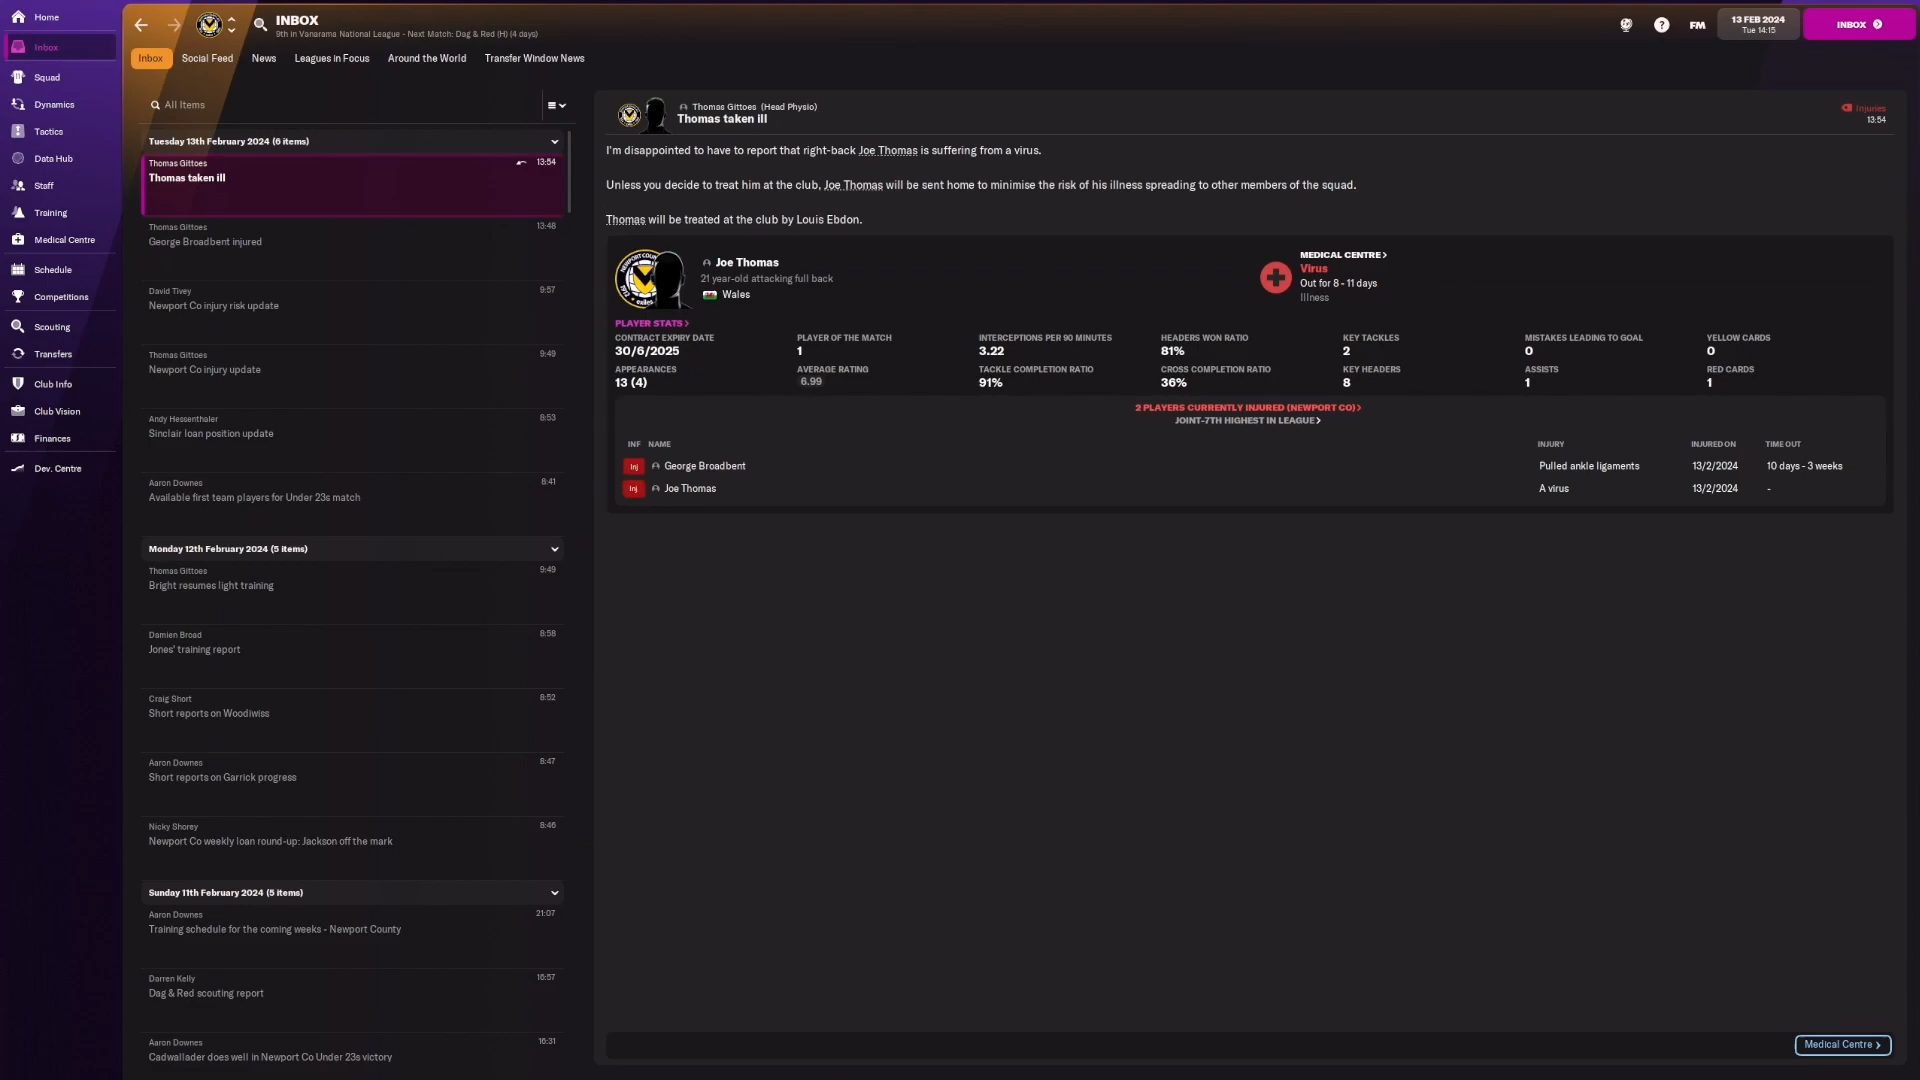 Home
Inbox
Squad
Dynamics
Tactics
Data Hub
Staff
Training
Medical Centre
Schedule
Competitions
Scouting
Transfers
Club Info
Club Vision
Finances
Dev. Centre
INBOX
9th in Vanarama National League - Next Match: Dag & Red (H) (4 days)
FM
13 FEB 2024
Tue 14:15
INBOX
Inbox Social Feed News Leagues in Focus Around the World Transfer Window News
All Items
Tuesday 13th February 2024 (6 items)
Thomas Gittoes 13:54
Thomas taken ill
Thomas Gittoes 13:48
George Broadbent injured
David Tivey 9:57
Newport Co injury risk update
Thomas Gittoes 9:49
Newport Co injury update
Andy Hessenthaler 8:53
Sinclair loan position update
Aaron Downes 8:41
Available first team players for Under 23s match
Monday 12th February 2024 (5 items)
Thomas Gittoes 9:49
Bright resumes light training
Damien Broad 8:58
Jones' training report
Craig Short 8:52
Short reports on Woodiwiss
Aaron Downes 8:47
Short reports on Garrick progress
Nicky Shorey 8:46
Newport Co weekly loan round-up: Jackson off the mark
Sunday 11th February 2024 (5 items)
Aaron Downes 21:07
Training schedule for the coming weeks - Newport County
Darren Kelly 16:57
Dag & Red scouting report
Aaron Downes 16:31
Cadwallader does well in Newport Co Under 23s victory
Thomas Gittoes (Head Physio)
Thomas taken ill
Injuries
13:54
I'm disappointed to have to report that right-back Joe Thomas is suffering from a virus.
Unless you decide to treat him at the club, Joe Thomas will be sent home to minimise the risk of his illness spreading to other members of the squad.
Thomas will be treated at the club by Louis Ebdon.
NEWPORT COUNTY
1912 exiles
Joe Thomas
21 year-old attacking full back
Wales
MEDICAL CENTRE >
Virus
Out for 8 - 11 days
Illness
PLAYER STATS >
CONTRACT EXPIRY DATE PLAYER OF THE MATCH INTERCEPTIONS PER 90 MINUTES HEADERS WON RATIO KEY TACKLES MISTAKES LEADING TO GOAL YELLOW CARDS
30/6/2025 1 3.22 81% 2 0 0
APPEARANCES AVERAGE RATING TACKLE COMPLETION RATIO CROSS COMPLETION RATIO KEY HEADERS ASSISTS RED CARDS
13 (4) 6.99 91% 36% 8 1 1
2 PLAYERS CURRENTLY INJURED (NEWPORT CO) >
JOINT-7TH HIGHEST IN LEAGUE >
INF NAME INJURY INJURED ON TIME OUT
Inj George Broadbent Pulled ankle ligaments 13/2/2024 10 days - 3 weeks
Inj Joe Thomas A virus 13/2/2024 -
Medical Centre >